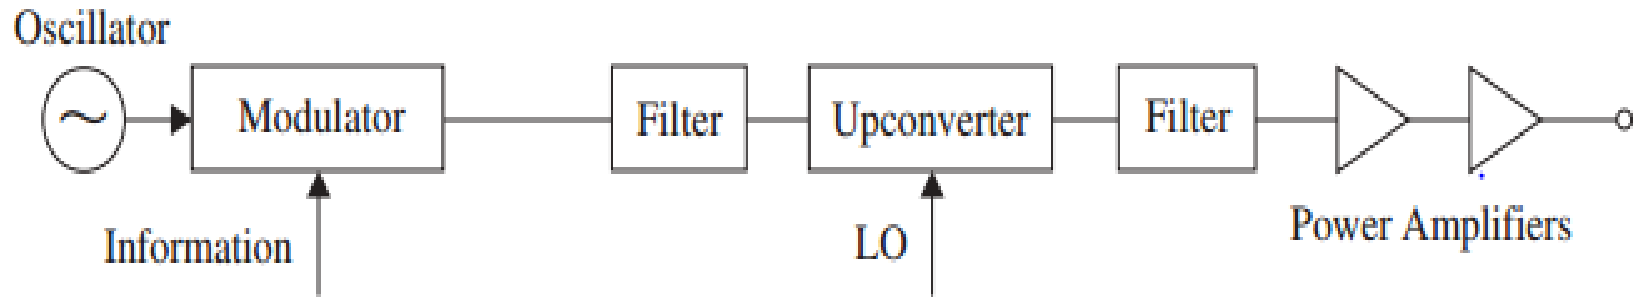 Oscillator
Modulator
Filter
Upconverter
Filter
Information
LO
Power Amplifiers